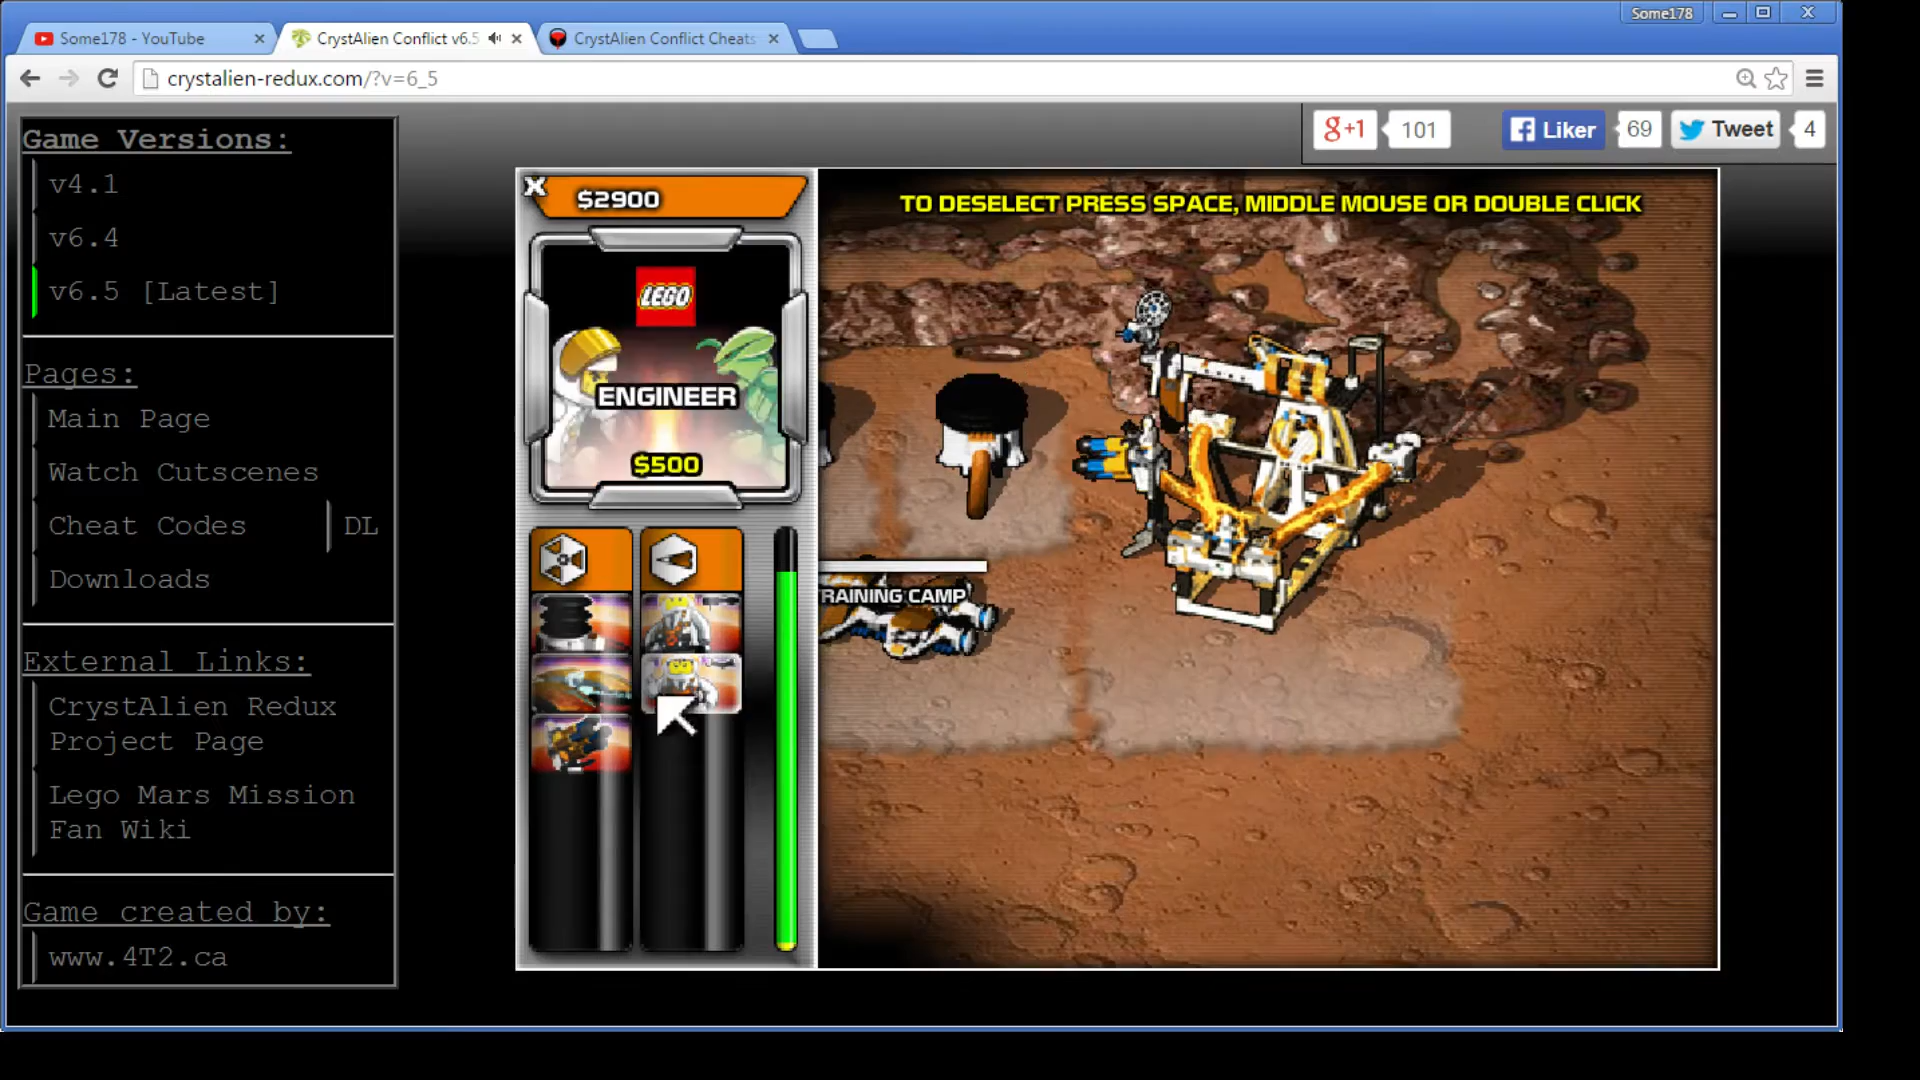 Some178
Some178 - YouTube
CrystAlien Conflict v6.5
CrystAlien Conflict Cheats
crystalien-redux.com/?v=6_5
g+1
101
Liker
69
Tweet
4
Game Versions:
v4.1
v6.4
v6.5 [Latest]
Pages:
Main Page
Watch Cutscenes
Cheat Codes
DL
Downloads
External Links:
CrystAlien Redux
Project Page
Lego Mars Mission
Fan Wiki
Game created by:
www.4T2.ca
X
$2900
LEGO
ENGINEER
$500
TO DESELECT PRESS SPACE, MIDDLE MOUSE OR DOUBLE CLICK
RAINING CAMP